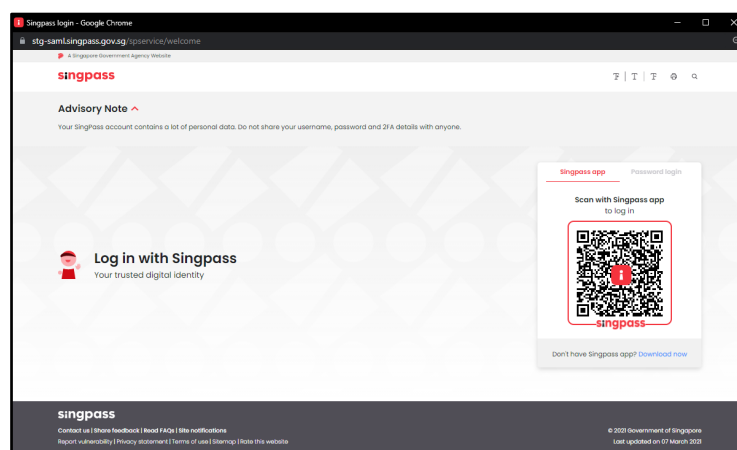 Singpass login - Google Chrome
stg-saml.singpass.gov.sg/spservice/welcome
A Singapore Government Agency Website
singpass
Advisory Note
Your SingPass account contains a lot of personal data. Do not share your username, password and 2FA details with anyone.
Singpass app
Password login
Scan with Singpass app
to log in
singpass
Don't have Singpass app? Download now
Log in with Singpass
Your trusted digital identity
singpass
Contact us | Share feedback | Read FAQs | Site notifications
Report vulnerability | Privacy statement | Terms of use | Sitemap | Rate this website
© 2021 Government of Singapore
Last updated on 07 March 2021